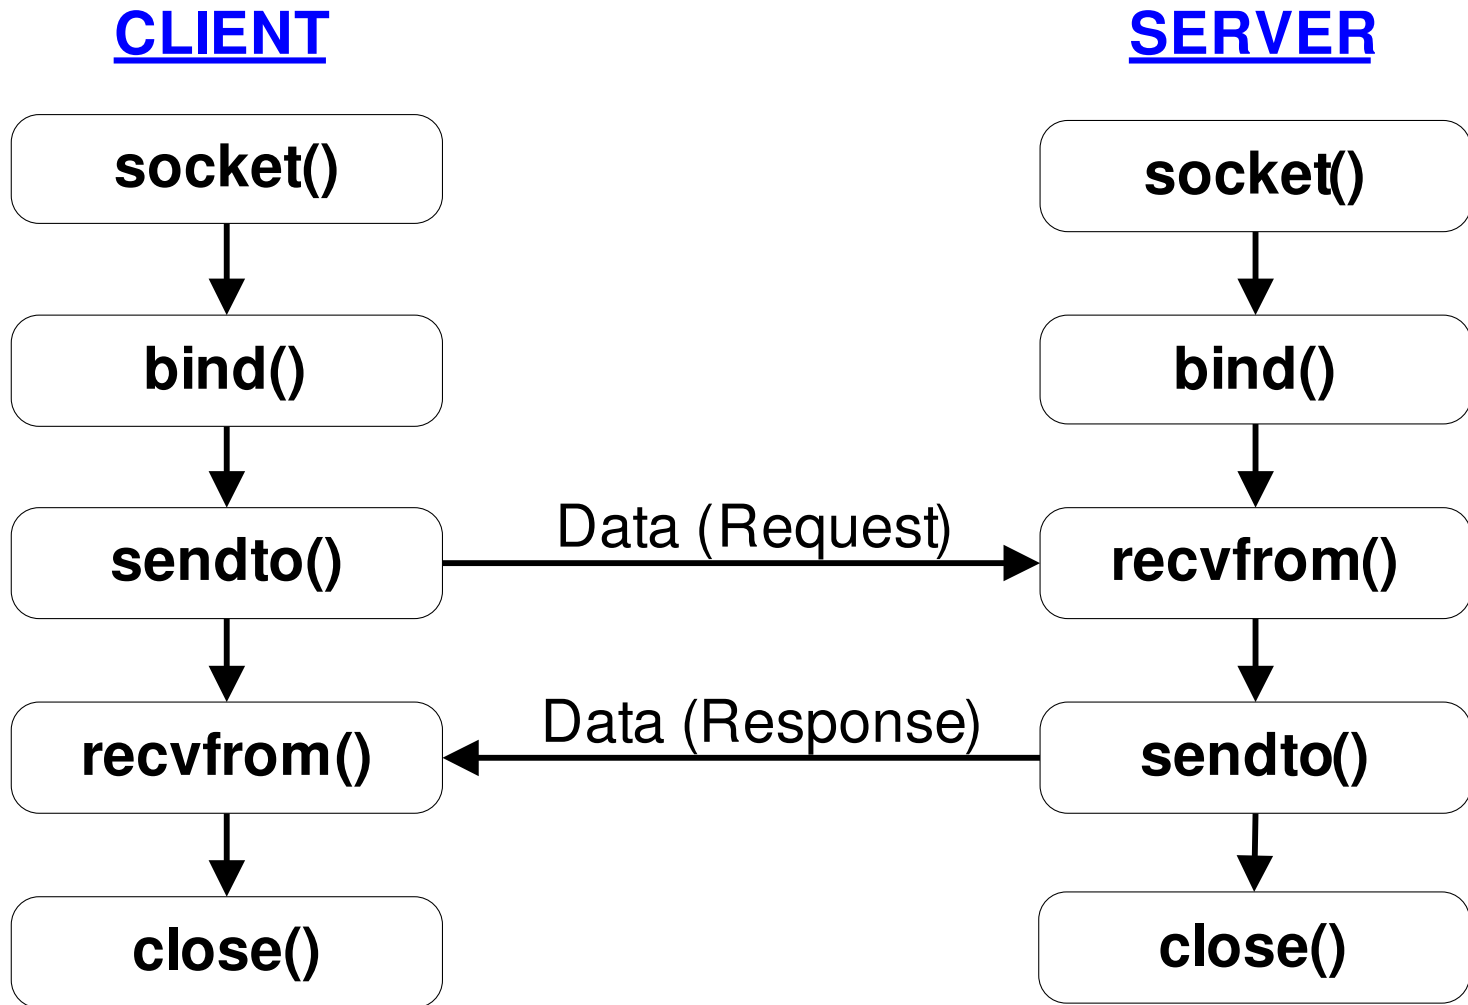 CLIENT
SERVER
socket()
socket()
bind()
bind()
Data (Request)
sendto()
recvfrom()
Data (Response)
recvfrom()
sendto()
close()
close()